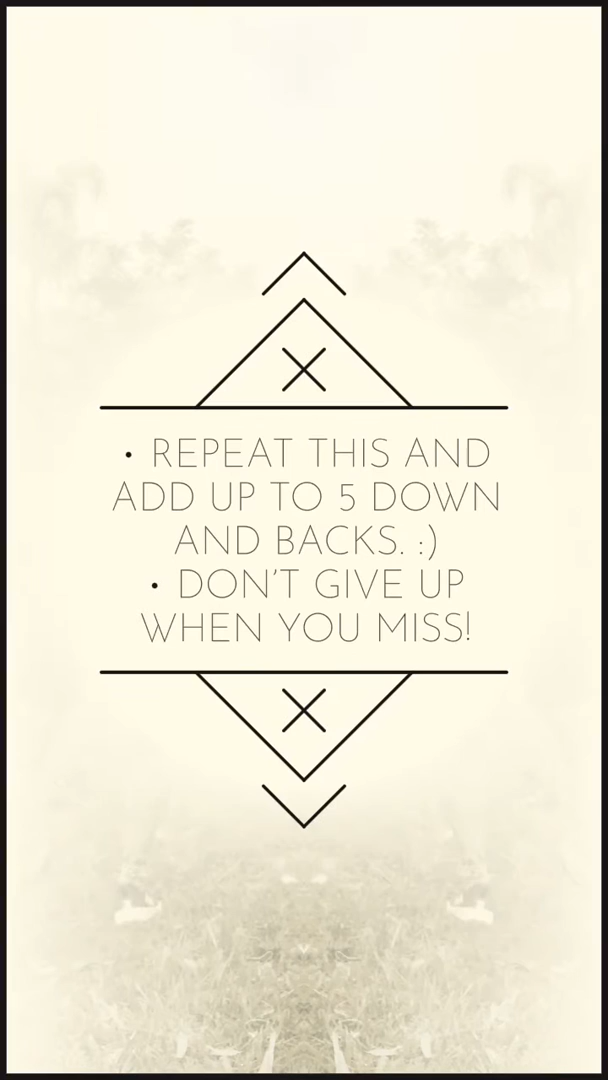 • REPEAT THIS AND
ADD UP TO 5 DOWN
AND BACKS. :)
• DON'T GIVE UP
WHEN YOU MISS!